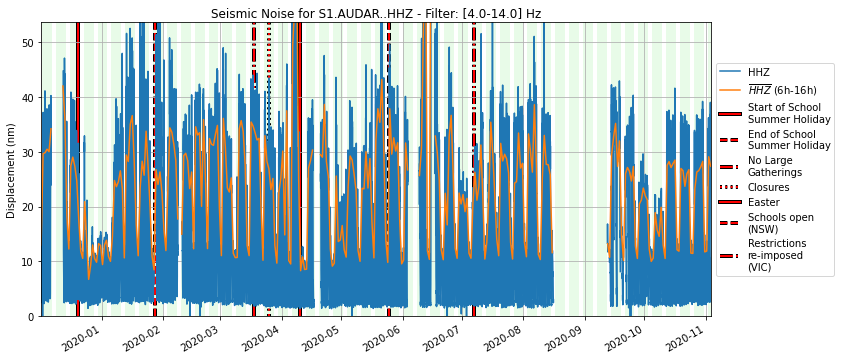 Seismic Noise for S1.AUDAR..HHZ - Filter: [4.0-14.0] Hz
Displacement (nm)
50
40
30
20
10
0
2020-01
2020-02
2020-03
2020-04
2020-05
2020-06
2020-07
2020-08
2020-09
2020-10
2020-11
HHZ
HHZ (6h-16h)
Start of School
Summer Holiday
End of School
Summer Holiday
No Large
Gatherings
Closures
Easter
Schools open
(NSW)
Restrictions
re-imposed
(VIC)